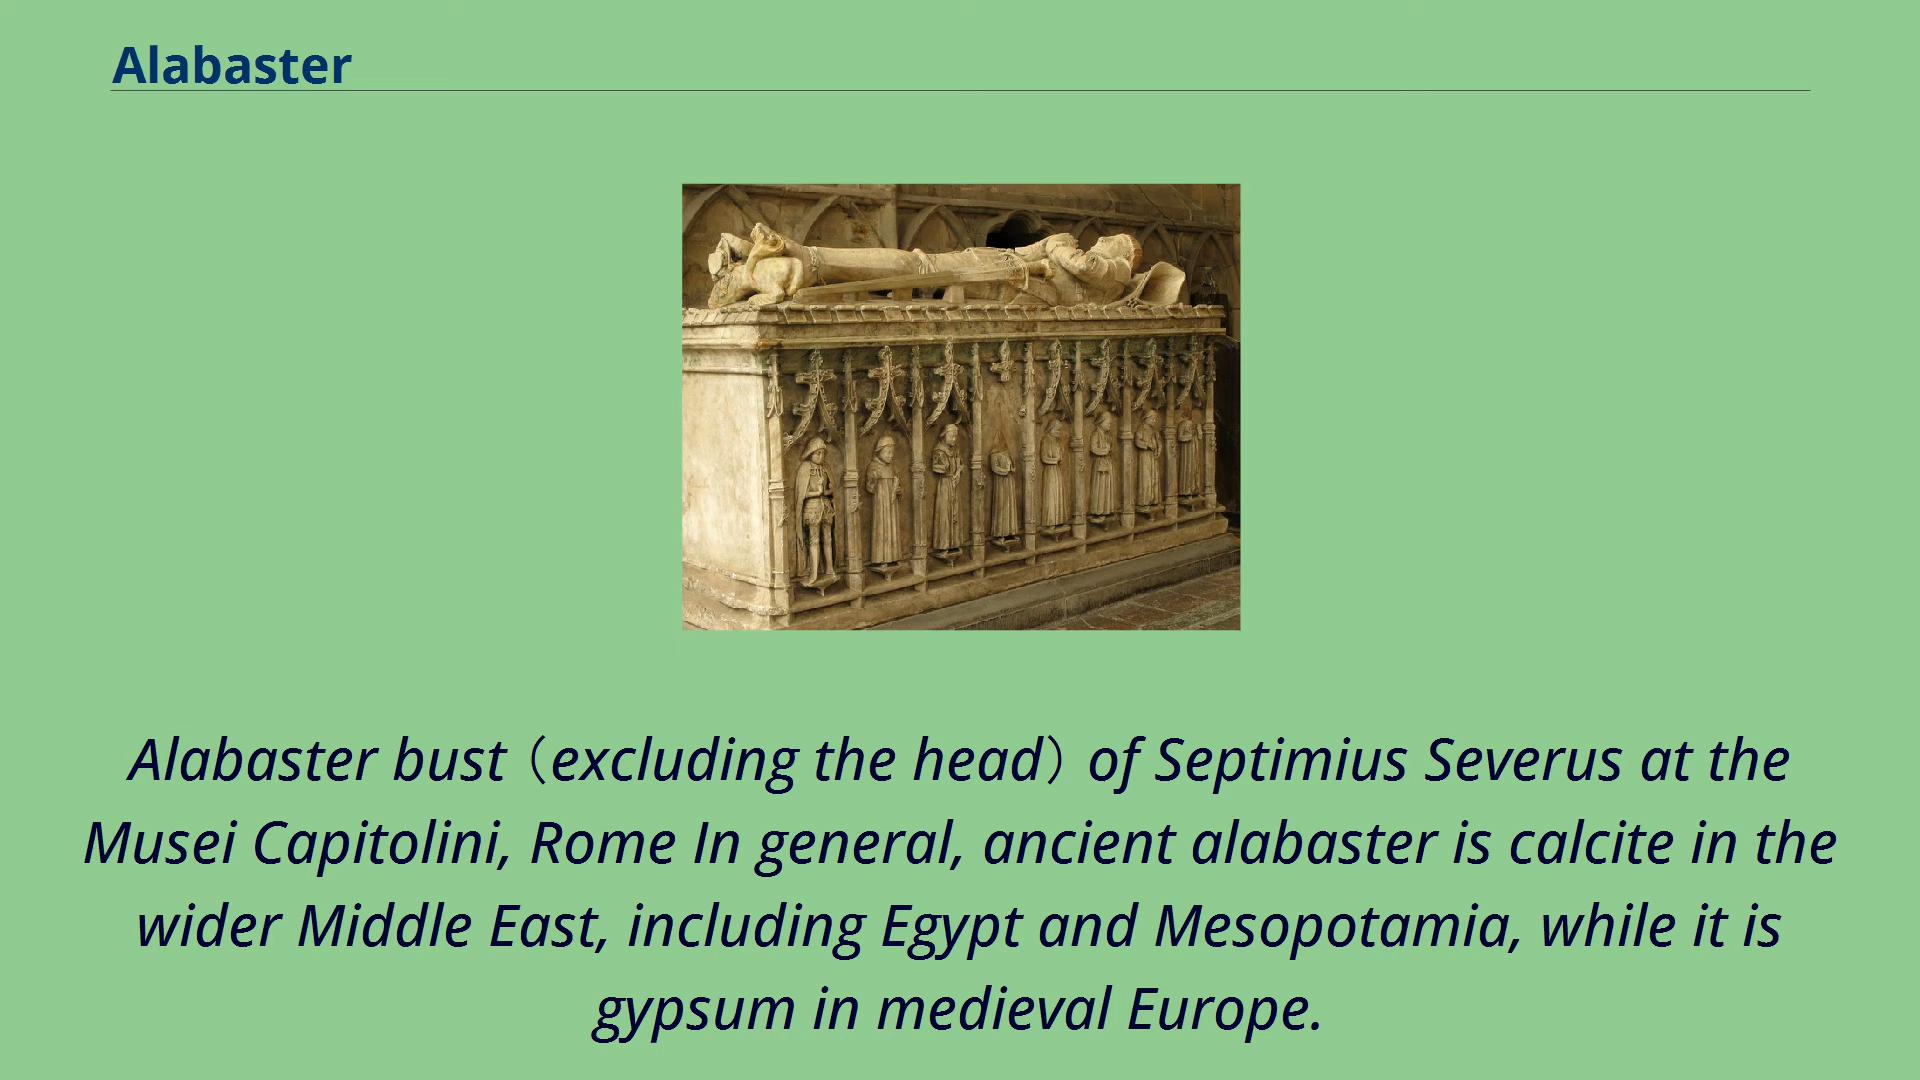 Alabaster
Alabaster bust (excluding the head) of Septimius Severus at the
Musei Capitolini, Rome In general, ancient alabaster is calcite in the
wider Middle East, including Egypt and Mesopotamia, while it is
gypsum in medieval Europe.